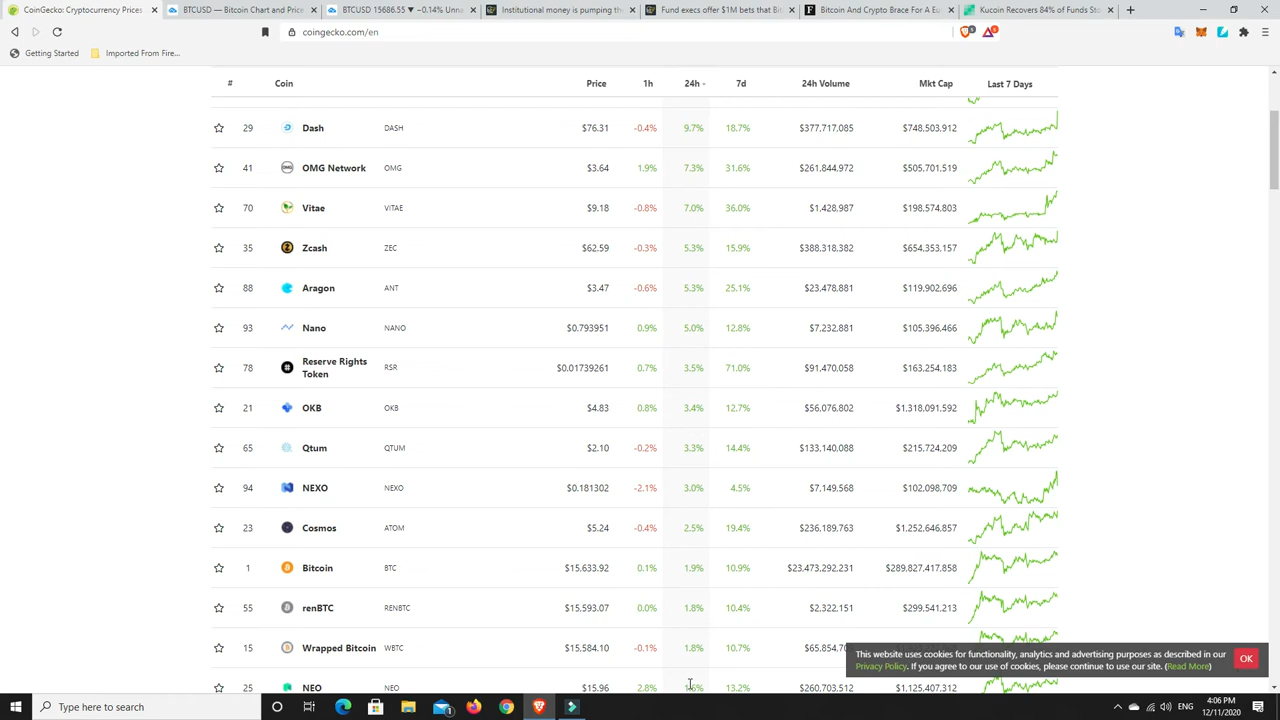 CoinGecko: Cryptocurrency Prices
BTCUSD — Bitcoin Chart and Price
BTCUSD 15686.55 ▼ −0.14% Unna
Institutional money is pumping the
Fund execs offer $1M bets that Bit
Bitcoin And Crypto Brace For A Eu
Kucoin Recovers 84% of Funds Sto
coingecko.com/en
Getting Started
Imported From Fire...
# Coin Price 1h 24h 7d 24h Volume Mkt Cap Last 7 Days
29 Dash DASH $76.31 -0.4% 9.7% 18.7% $377,717,085 $748,503,912
41 OMG Network OMG $3.64 1.9% 7.3% 31.6% $261,844,972 $505,701,519
70 Vitae VITAE $9.18 -0.8% 7.0% 36.0% $1,428,987 $198,574,803
35 Zcash ZEC $62.59 -0.3% 5.3% 15.9% $388,318,382 $654,353,157
88 Aragon ANT $3.47 -0.6% 5.3% 25.1% $23,478,881 $119,902,696
93 Nano NANO $0.793951 0.9% 5.0% 12.8% $7,232,881 $105,396,466
78 Reserve Rights Token RSR $0.01739261 0.7% 3.5% 71.0% $91,470,058 $163,254,183
21 OKB OKB $4.83 0.8% 3.4% 12.7% $56,076,802 $1,318,091,592
65 Qtum QTUM $2.10 -0.2% 3.3% 14.4% $133,140,088 $215,724,209
94 NEXO NEXO $0.181302 -2.1% 3.0% 4.5% $7,149,568 $102,098,709
23 Cosmos ATOM $5.24 -0.4% 2.5% 19.4% $236,189,763 $1,252,646,857
1 Bitcoin BTC $15,633.92 0.1% 1.9% 10.9% $23,473,292,231 $289,827,417,858
55 renBTC RENBTC $15,593.07 0.0% 1.8% 10.4% $2,322,151 $299,541,213
15 Wrapped Bitcoin WBTC $15,584.10 -0.1% 1.8% 10.7%
25 NEO NEO $15.96 2.8% 13.2% $260,703,512 $1,125,407,312
This website uses cookies for functionality, analytics and advertising purposes as described in our
Privacy Policy. If you agree to our use of cookies, please continue to use our site. (Read More)
OK
Type here to search
ENG
4:06 PM
12/11/2020